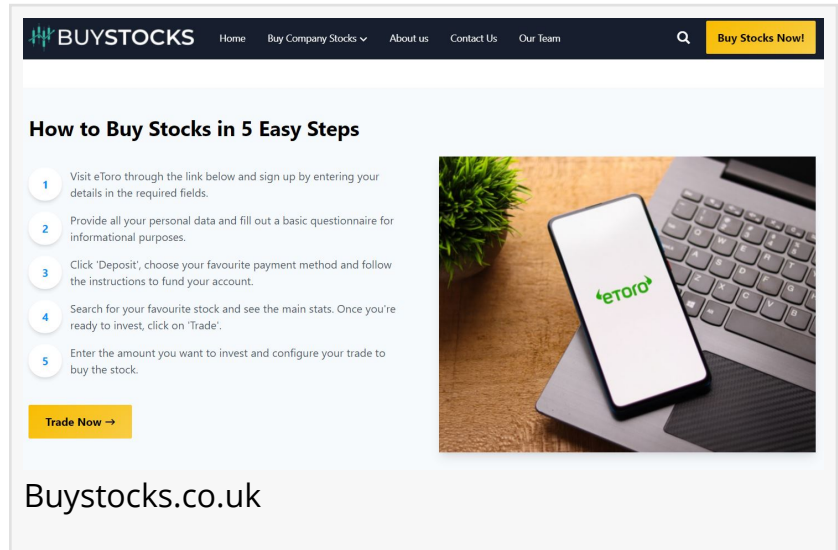 BUYSTOCKS
Home
Buy Company Stocks
About us
Contact Us
Our Team
Buy Stocks Now!
How to Buy Stocks in 5 Easy Steps
1
Visit eToro through the link below and sign up by entering your
details in the required fields.
2
Provide all your personal data and fill out a basic questionnaire for
informational purposes.
3
Click 'Deposit', choose your favourite payment method and follow
the instructions to fund your account.
4
Search for your favourite stock and see the main stats. Once you're
ready to invest, click on 'Trade'.
5
Enter the amount you want to invest and configure your trade to
buy the stock.
Trade Now →
eToro
Buystocks.co.uk